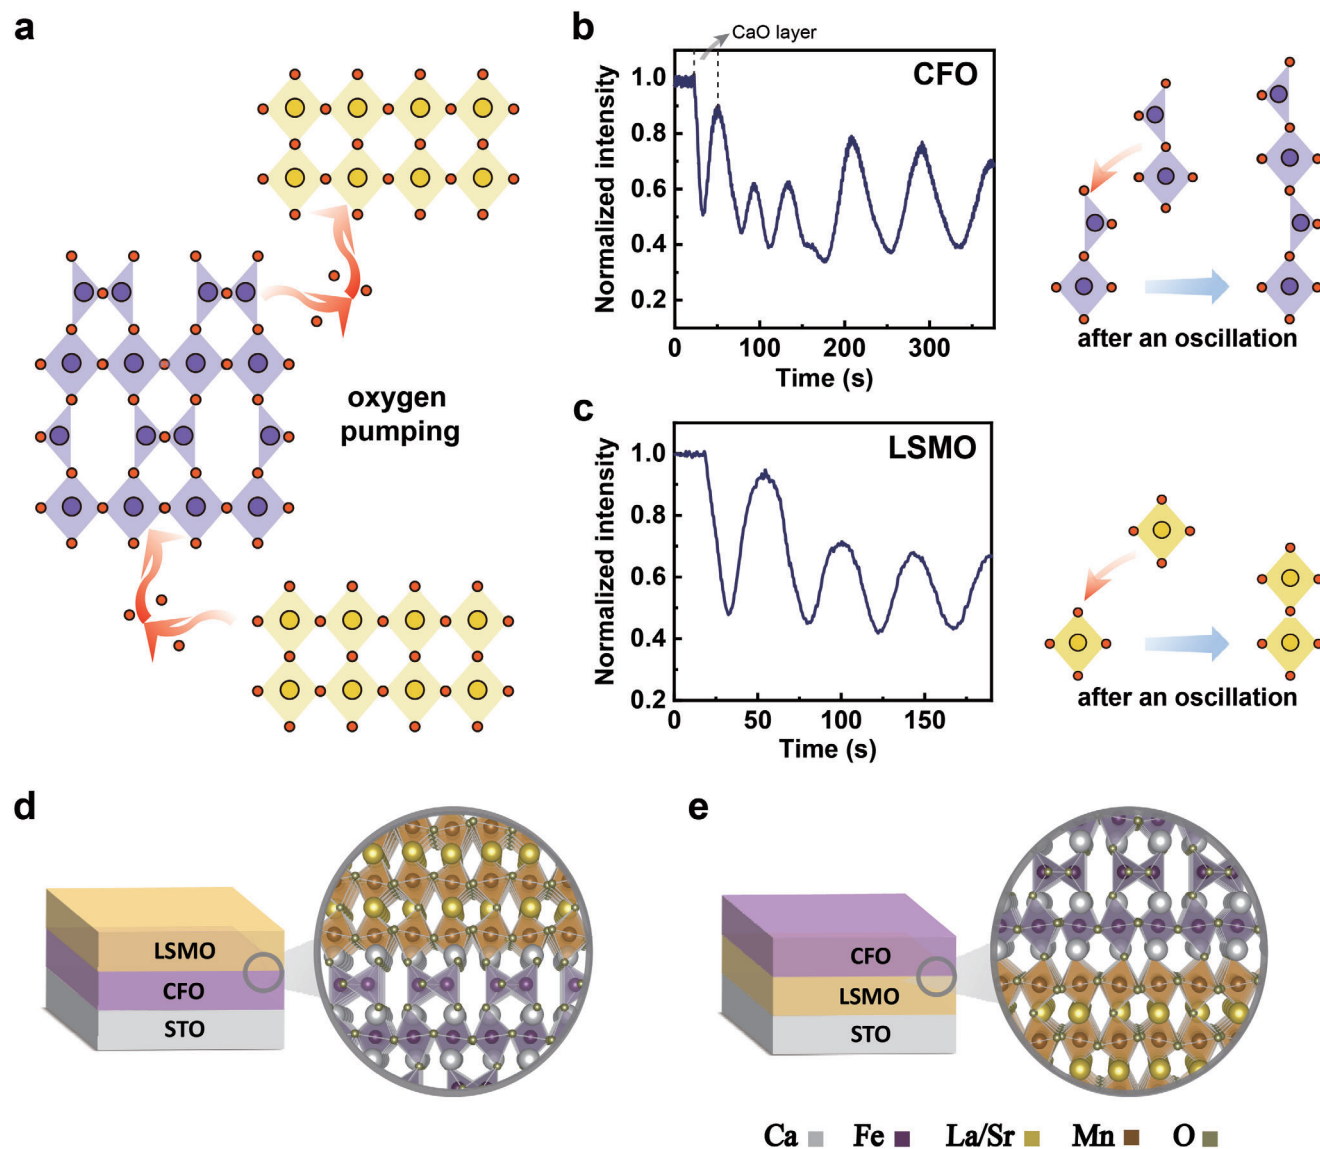 a
oxygen
pumping
b
CaO layer
CFO
Normalized intensity
1.0
0.8
0.6
0.4
0.2
0
100
200
300
Time (s)
after an oscillation
c
LSMO
Normalized intensity
1.0
0.8
0.6
0.4
0.2
0
50
100
150
Time (s)
after an oscillation
d
LSMO
CFO
STO
e
CFO
LSMO
STO
Ca Fe La/Sr Mn O